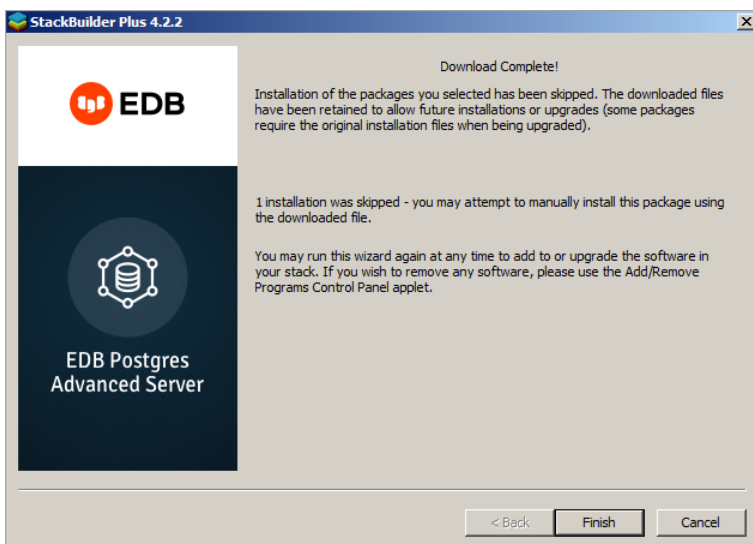 StackBuilder Plus 4.2.2
EDB
EDB Postgres
Advanced Server
Download Complete!
Installation of the packages you selected has been skipped. The downloaded files
have been retained to allow future installations or upgrades (some packages
require the original installation files when being upgraded).
1 installation was skipped - you may attempt to manually install this package using
the downloaded file.
You may run this wizard again at any time to add to or upgrade the software in
your stack. If you wish to remove any software, please use the Add/Remove
Programs Control Panel applet.
< Back
Finish
Cancel